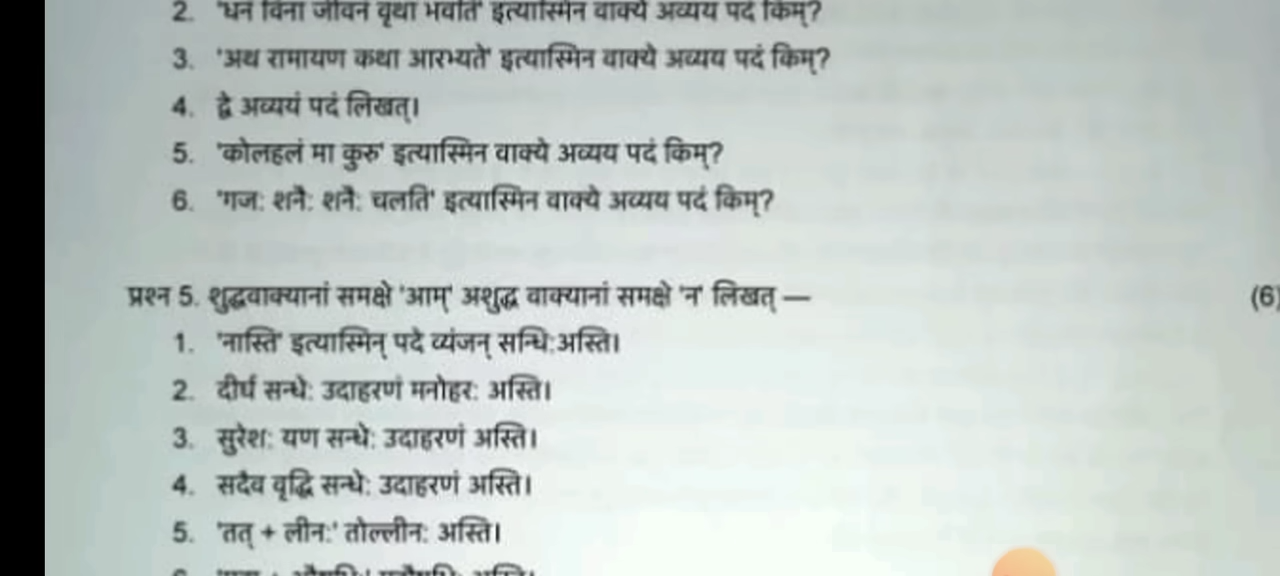 2. 'धनं विना जीवनं वृथा भवति' इत्यास्मिन वाक्ये अव्यय पदं किम्?
3. 'अथ रामायण कथा आरभ्यते' इत्यास्मिन वाक्ये अव्यय पदं किम्?
4. द्वे अव्ययं पदं लिखत्।
5. 'कोलहलं मा कुरु' इत्यास्मिन वाक्ये अव्यय पदं किम्?
6. 'गज: शनै: शनै: चलति' इत्यास्मिन वाक्ये अव्यय पदं किम्?
प्रश्न 5. शुद्धवाक्यानां समक्षे 'आम्' अशुद्ध वाक्यानां समक्षे 'न' लिखत् — (6)
1. 'नास्ति' इत्यास्मिन् पदे व्यंजन् सन्धि:अस्ति।
2. दीर्घ सन्धे: उदाहरणं मनोहर: अस्ति।
3. सुरेश: यण सन्धे: उदाहरणं अस्ति।
4. सदैव वृद्धि सन्धे: उदाहरणं अस्ति।
5. 'तत् + लीन:' तोल्लीन: अस्ति।